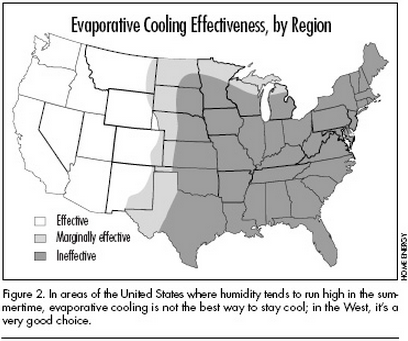 Evaporative Cooling Effectiveness, by Region
Effective
Marginally effective
Ineffective
HOME ENERGY
Figure 2. In areas of the United States where humidity tends to run high in the sum-
mertime, evaporative cooling is not the best way to stay cool; in the West, it's a
very good choice.